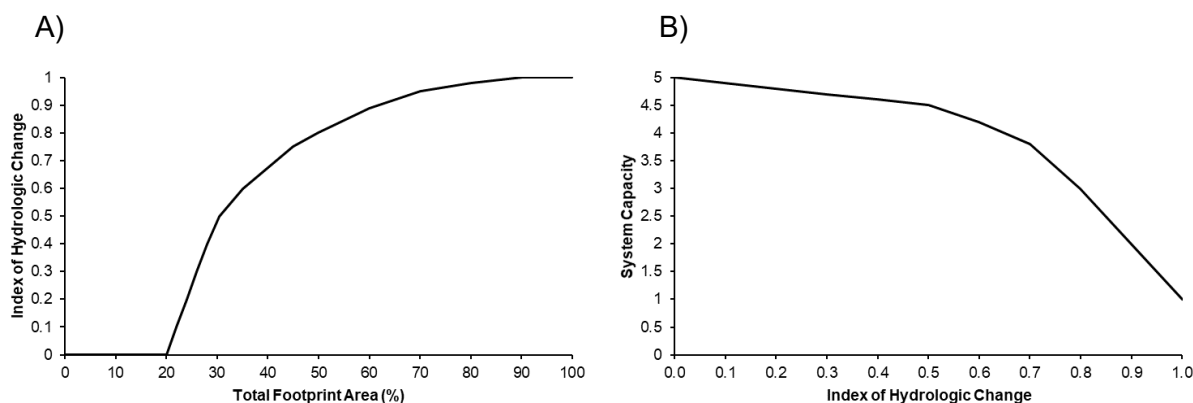 A)
1
0.9
0.8
0.7
0.6
0.5
0.4
0.3
0.2
0.1
0
Index of Hydrologic Change
0 10 20 30 40 50 60 70 80 90 100
Total Footprint Area (%)
B)
5
4.5
4
3.5
3
2.5
2
1.5
1
0.5
0
System Capacity
0.0 0.1 0.2 0.3 0.4 0.5 0.6 0.7 0.8 0.9 1.0
Index of Hydrologic Change